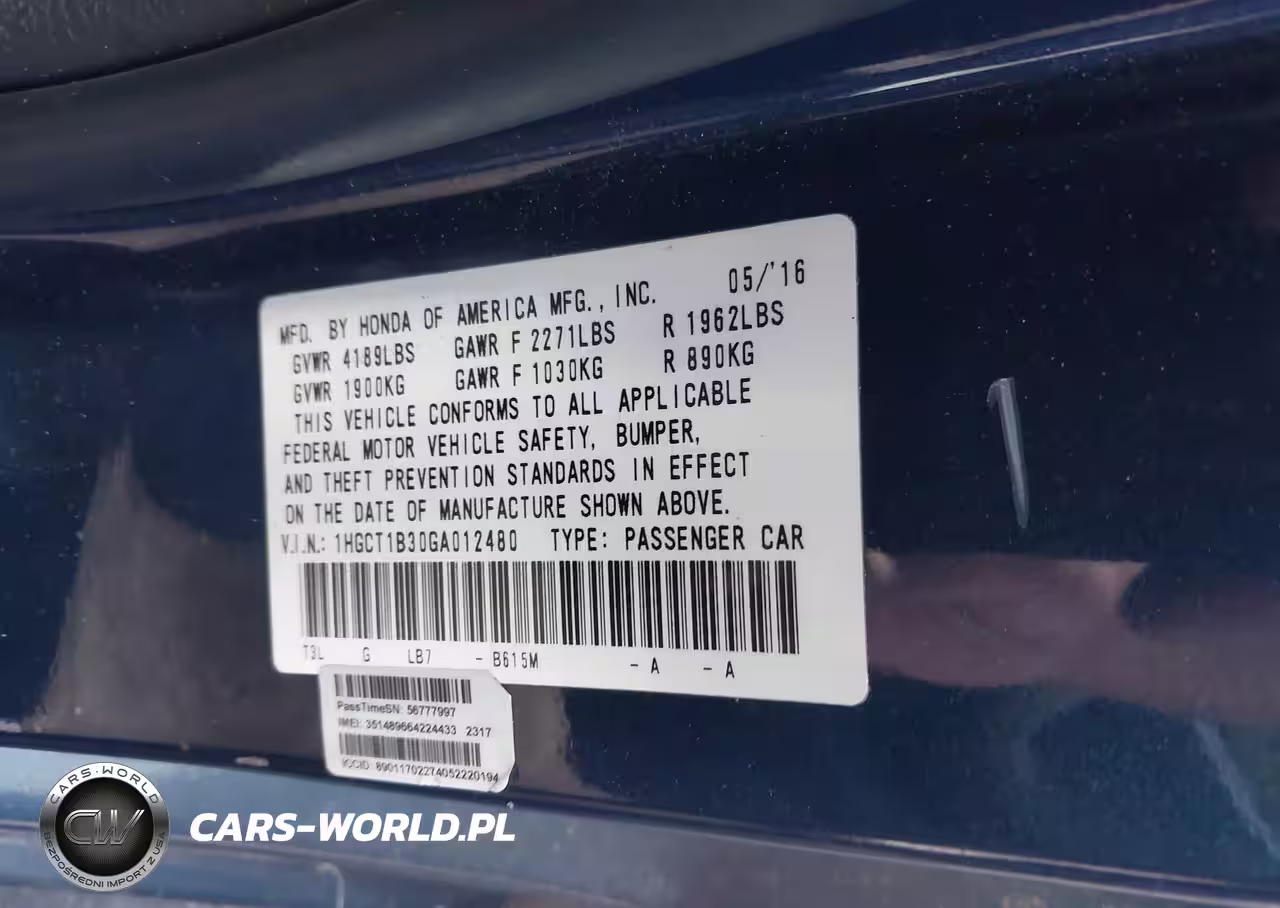 MFD. BY HONDA OF AMERICA MFG., INC. 05/'16
GVWR 4189LBS GAWR F 2271LBS R 1962LBS
GVWR 1900KG GAWR F 1030KG R 890KG
THIS VEHICLE CONFORMS TO ALL APPLICABLE
FEDERAL MOTOR VEHICLE SAFETY, BUMPER,
AND THEFT PREVENTION STANDARDS IN EFFECT
ON THE DATE OF MANUFACTURE SHOWN ABOVE.
V.I.N.: 1HGCT1B30GA012480 TYPE: PASSENGER CAR
T3L G LB7 - B615M - A - A
PassTimeSN: 56777997
IMEI: 351489664224433 2317
ICCID: 89011702274052220194
CARS-WORLD
CW
BEZPOŚREDNI IMPORT Z USA
CARS-WORLD.PL